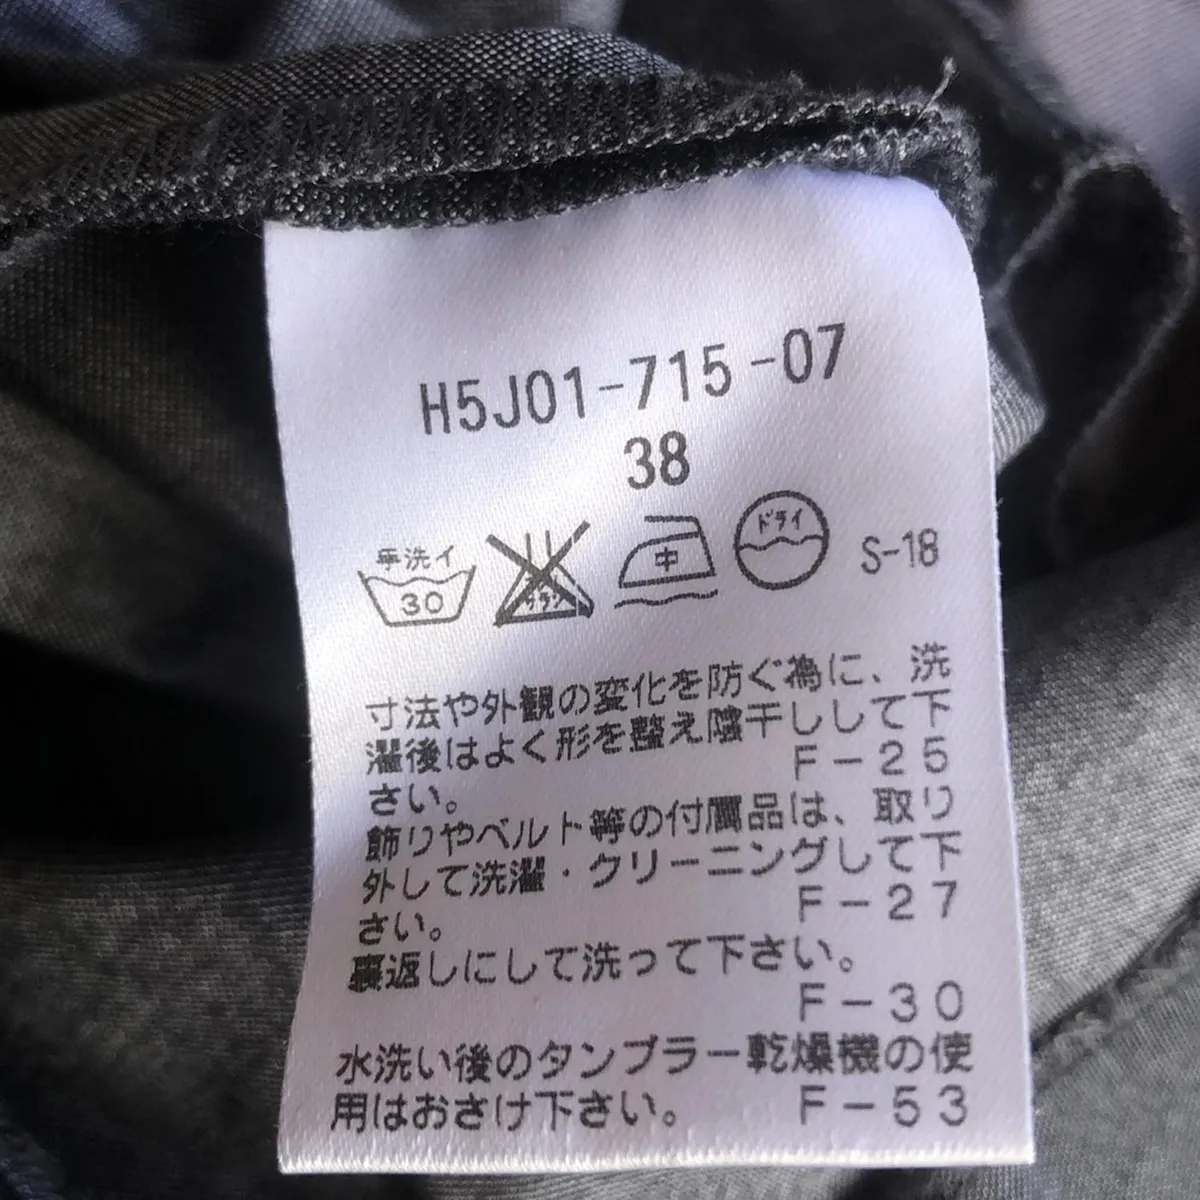 H5J01-715-07
38
手洗イ
30
中
ドライ
S-18
寸法や外観の変化を防ぐ為に、洗
濯後はよく形を整え陰干しして下
さい。 F-25
飾りやベルト等の付属品は、取り
外して洗濯・クリーニングして下
さい。 F-27
裏返しにして洗って下さい。
F-30
水洗い後のタンブラー乾燥機の使
用はおさけ下さい。 F-53